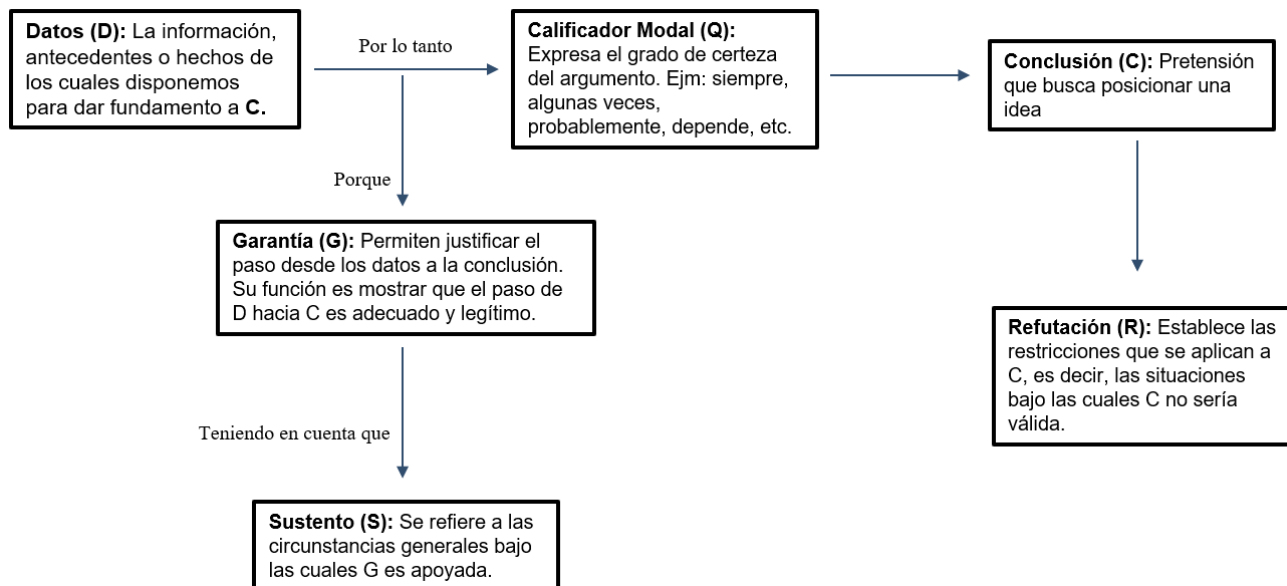 Datos (D): La información,
antecedentes o hechos de
los cuales disponemos
para dar fundamento a C.
Por lo tanto
Calificador Modal (Q):
Expresa el grado de certeza
del argumento. Ejm: siempre,
algunas veces,
probablemente, depende, etc.
Conclusión (C): Pretensión
que busca posicionar una
idea
Porque
Garantía (G): Permiten justificar el
paso desde los datos a la conclusión.
Su función es mostrar que el paso de
D hacia C es adecuado y legítimo.
Refutación (R): Establece las
restricciones que se aplican a
C, es decir, las situaciones
bajo las cuales C no sería
válida.
Teniendo en cuenta que
Sustento (S): Se refiere a las
circunstancias generales bajo
las cuales G es apoyada.